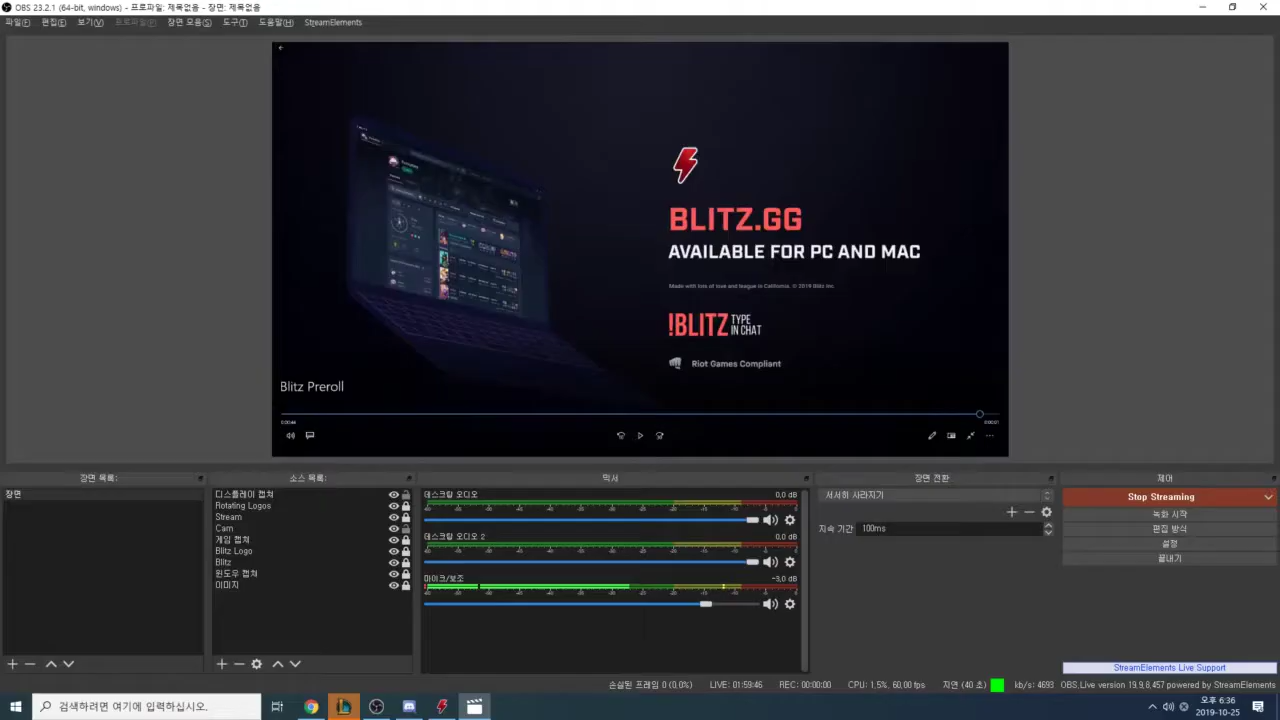 OBS 23.2.1 (64-bit, windows) - 프로파일: 제목없음 - 장면: 제목없음
파일(F) 편집(E) 보기(V) 프로파일(P) 장면 모음(S) 도구(T) 도움말(H) StreamElements
BLITZ.GG
AVAILABLE FOR PC AND MAC
Made with lots of love and league in California. © 2019 Blitz Inc.
!BLITZ TYPE IN CHAT
Riot Games Compliant
Blitz Preroll
0:00:44
0:00:01
장면 목록:
장면
소스 목록:
디스플레이 캡쳐
Rotating Logos
Stream
Cam
게임 캡쳐
Blitz Logo
Blitz
윈도우 캡쳐
이미지
믹서
데스크탑 오디오 0.0 dB
데스크탑 오디오 2 0.0 dB
마이크/보조 -3.0 dB
장면 전환
서서히 사라지기
지속 기간 100ms
제어
Stop Streaming
녹화 시작
편집 방식
설정
끝내기
StreamElements Live Support
손실된 프레임 0 (0.0%) LIVE: 01:59:46 REC: 00:00:00 CPU: 1.5%, 60.00 fps 지연 (40 초) kb/s: 4693 OBS.Live version 19.9.8.457 powered by StreamElements
검색하려면 여기에 입력하십시오.
오후 6:36
2019-10-25